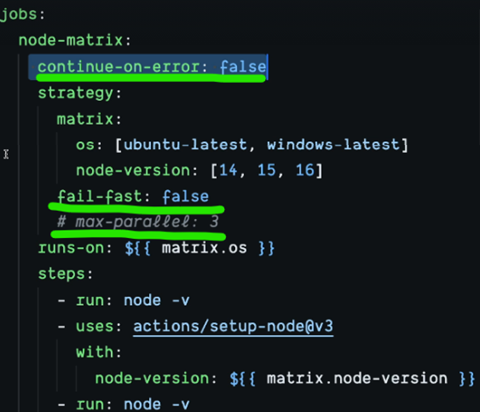 jobs:
node-matrix:
continue-on-error: false
strategy:
matrix:
os: [ubuntu-latest, windows-latest]
node-version: [14, 15, 16]
fail-fast: false
# max-parallel: 3
runs-on: ${{ matrix.os }}
steps:
- run: node -v
- uses: actions/setup-node@v3
with:
node-version: ${{ matrix.node-version }}
- run: node -v